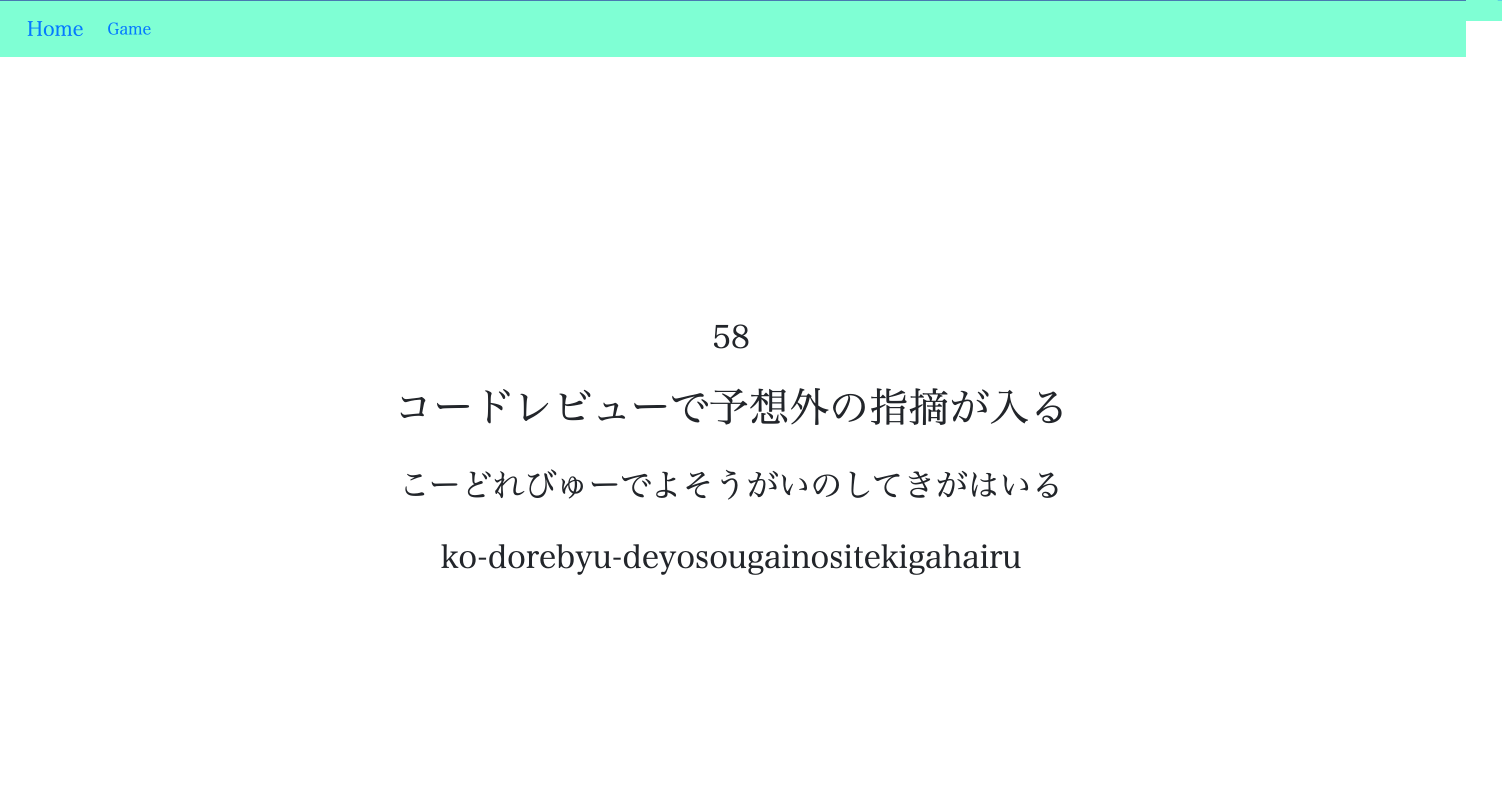 Home Game
58
コードレビューで予想外の指摘が入る
こーどれびゅーでよそうがいのしてきがはいる
ko-dorebyu-deyosougainositekigahairu